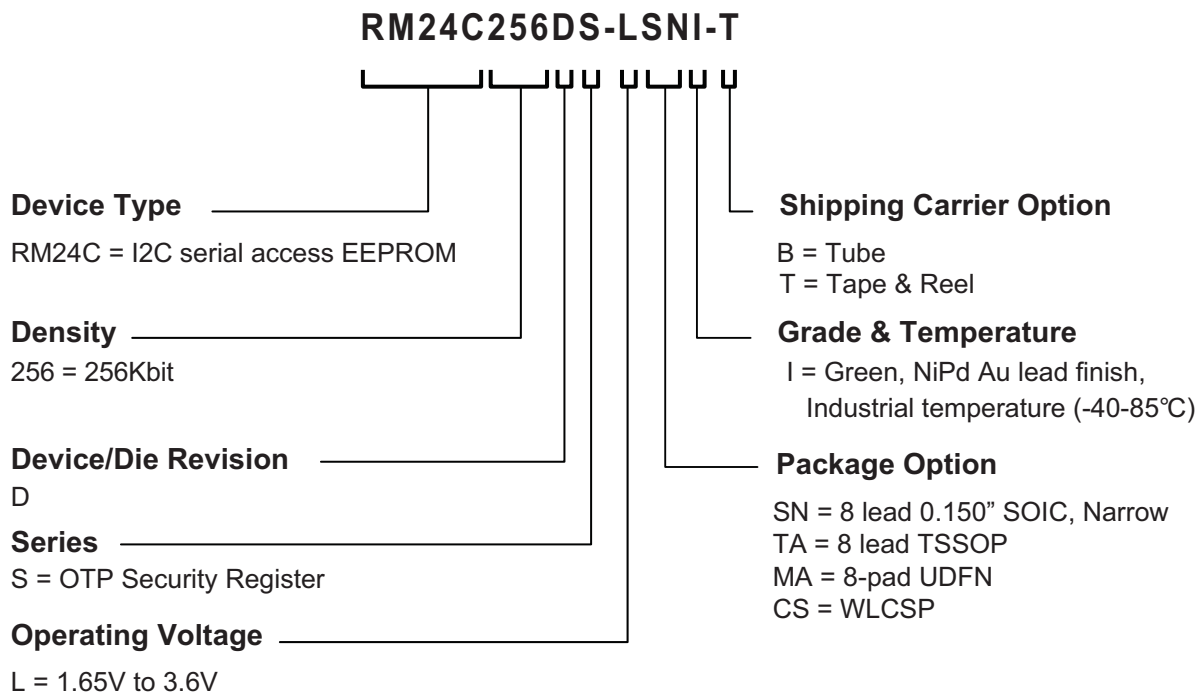 RM24C256DS-LSNI-T
Device Type
RM24C = I2C serial access EEPROM
Density
256 = 256Kbit
Device/Die Revision
D
Series
S = OTP Security Register
Operating Voltage
L = 1.65V to 3.6V
Shipping Carrier Option
B = Tube
T = Tape & Reel
Grade & Temperature
I = Green, NiPd Au lead finish,
Industrial temperature (-40-85℃)
Package Option
SN = 8 lead 0.150” SOIC, Narrow
TA = 8 lead TSSOP
MA = 8-pad UDFN
CS = WLCSP